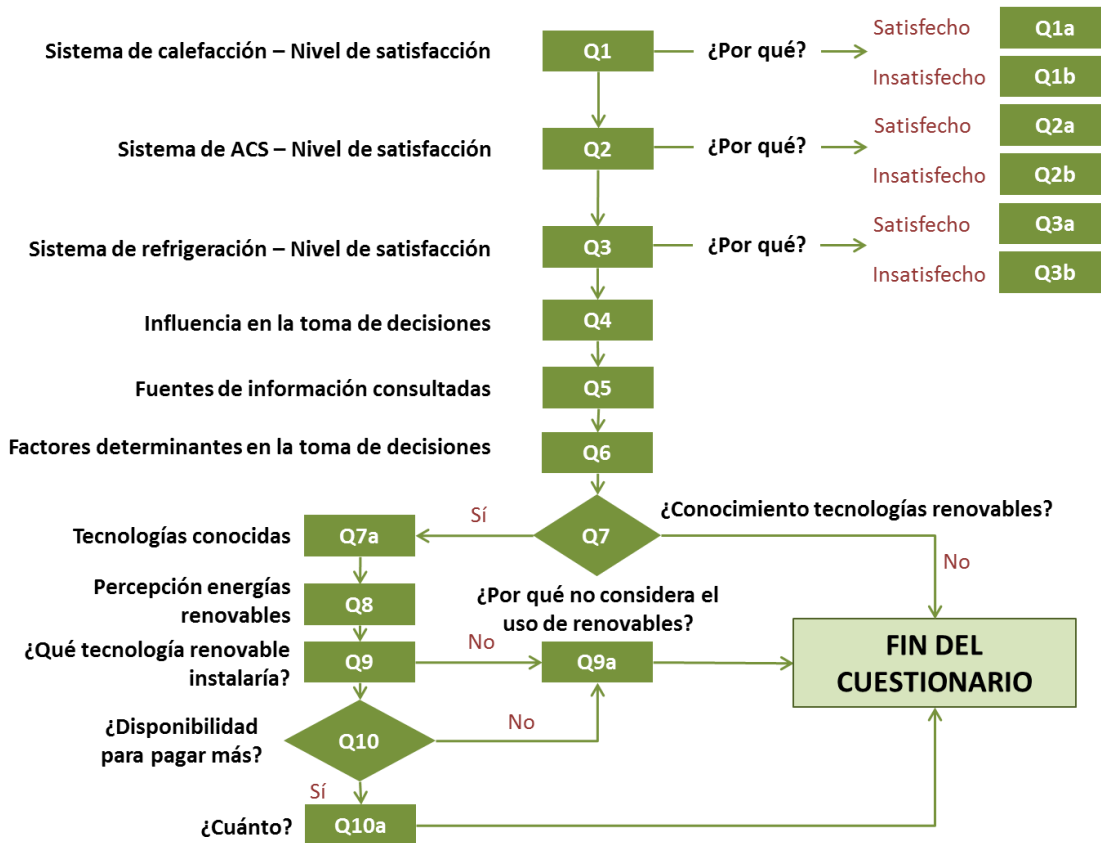 Sistema de calefacción – Nivel de satisfacción
Q1
¿Por qué?
Satisfecho
Q1a
Insatisfecho
Q1b
Sistema de ACS – Nivel de satisfacción
Q2
¿Por qué?
Satisfecho
Q2a
Insatisfecho
Q2b
Sistema de refrigeración – Nivel de satisfacción
Q3
¿Por qué?
Satisfecho
Q3a
Insatisfecho
Q3b
Influencia en la toma de decisiones
Q4
Fuentes de información consultadas
Q5
Factores determinantes en la toma de decisiones
Q6
¿Conocimiento tecnologías renovables?
Q7
Sí
No
Tecnologías conocidas
Q7a
Percepción energías
renovables
Q8
¿Por qué no considera el
uso de renovables?
¿Qué tecnología renovable
instalaría?
Q9
No
Q9a
FIN DEL
CUESTIONARIO
¿Disponibilidad
para pagar más?
Q10
No
Sí
¿Cuánto?
Q10a